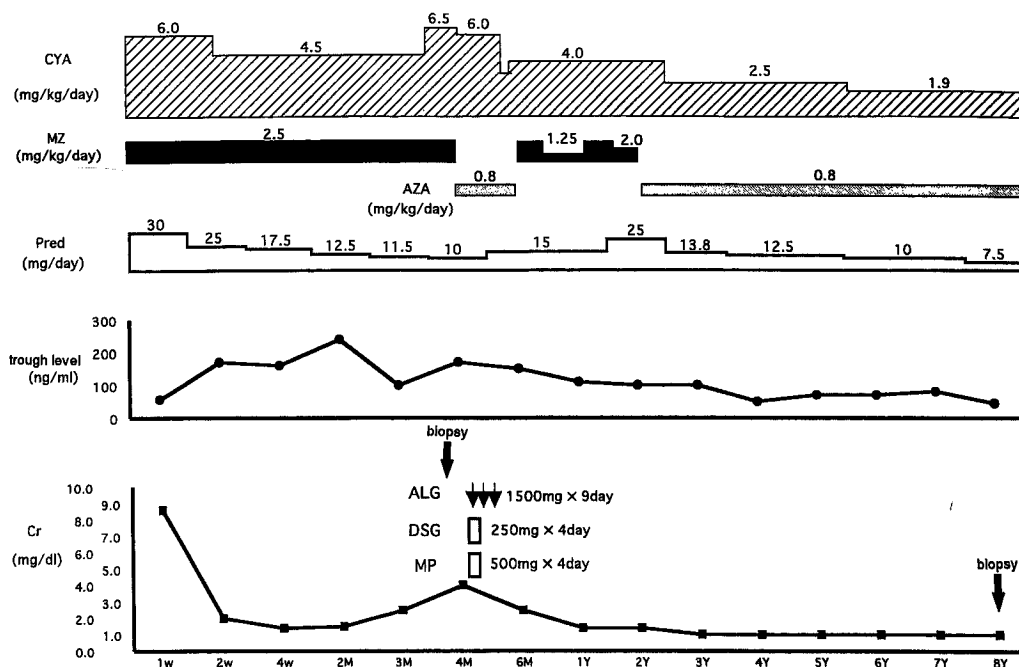 6.0 4.5 6.5 6.0 4.0 2.5 1.9
CYA
(mg/kg/day)
MZ
(mg/kg/day)
2.5 1.25 2.0
AZA
(mg/kg/day)
0.8 0.8
Pred
(mg/day)
30 25 17.5 12.5 11.5 10 15 25 13.8 12.5 10 7.5
trough level
(ng/ml)
300
200
100
0
biopsy
ALG 1500mg × 9day
DSG 250mg × 4day
MP 500mg × 4day
biopsy
Cr
(mg/dl)
10.0
9.0
8.0
7.0
6.0
5.0
4.0
3.0
2.0
1.0
1w 2w 4w 2M 3M 4M 6M 1Y 2Y 3Y 4Y 5Y 6Y 7Y 8Y